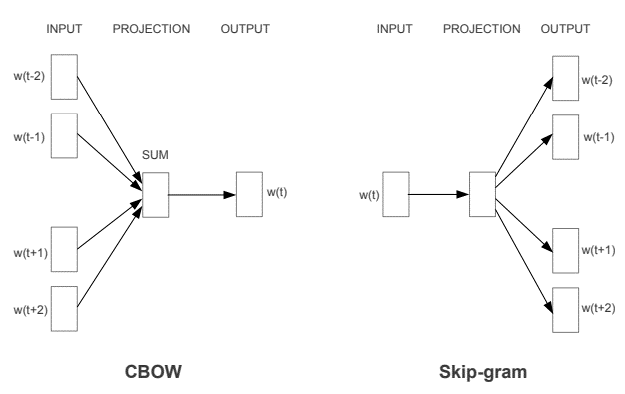 INPUT PROJECTION OUTPUT
w(t-2)
w(t-1)
SUM
w(t)
w(t+1)
w(t+2)
CBOW
INPUT PROJECTION OUTPUT
w(t-2)
w(t-1)
w(t)
w(t+1)
w(t+2)
Skip-gram